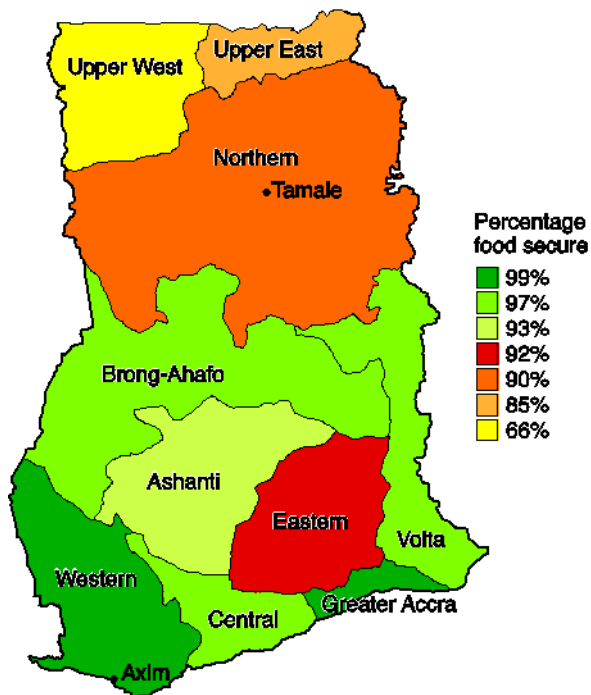 Upper West
Upper East
Northern
Tamale
Percentage
food secure
99%
97%
93%
92%
90%
85%
66%
Brong-Ahafo
Ashanti
Eastern
Volta
Western
Central
Greater Accra
Axim